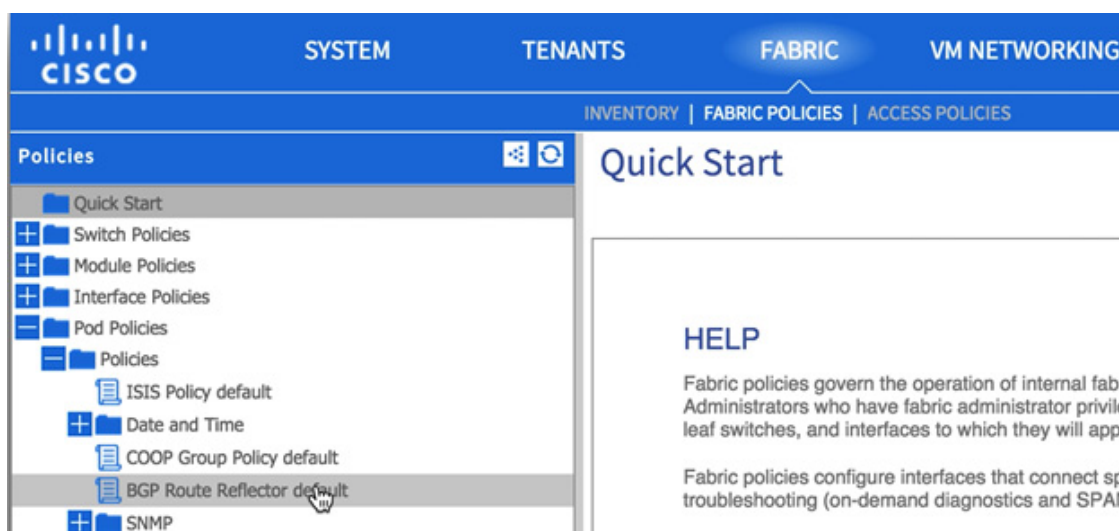 CISCO
SYSTEM TENANTS FABRIC VM NETWORKING
INVENTORY | FABRIC POLICIES | ACCESS POLICIES
Policies
Quick Start
Switch Policies
Module Policies
Interface Policies
Pod Policies
Policies
ISIS Policy default
Date and Time
COOP Group Policy default
BGP Route Reflector default
SNMP
Quick Start
HELP
Fabric policies govern the operation of internal fab
Administrators who have fabric administrator privile
leaf switches, and interfaces to which they will app
Fabric policies configure interfaces that connect sp
troubleshooting (on-demand diagnostics and SPAN